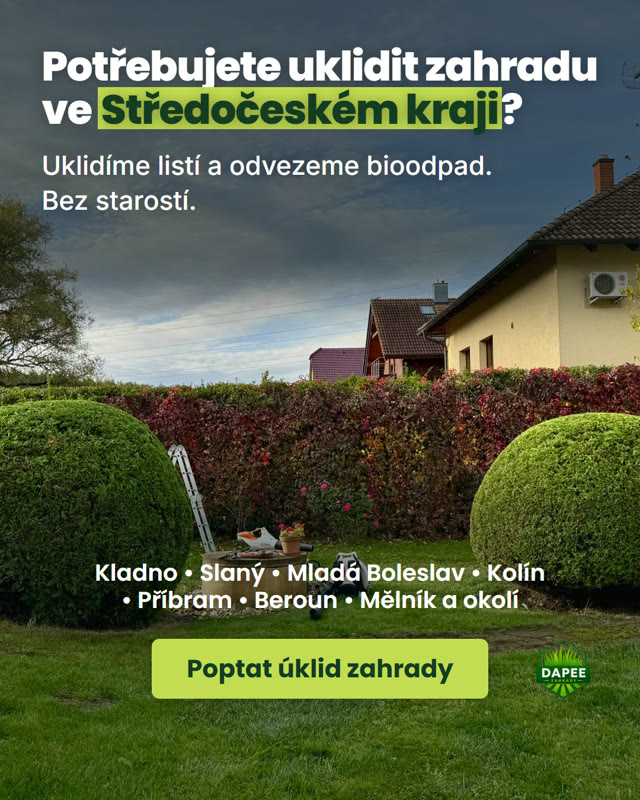 Potřebujete uklidit zahradu
ve Středočeském kraji?
Uklidíme listí a odvezeme bioodpad.
Bez starostí.
Kladno • Slaný • Mladá Boleslav • Kolín
• Příbram • Beroun • Mělník a okolí
Poptat úklid zahrady
DAPEE
ZAHRADY